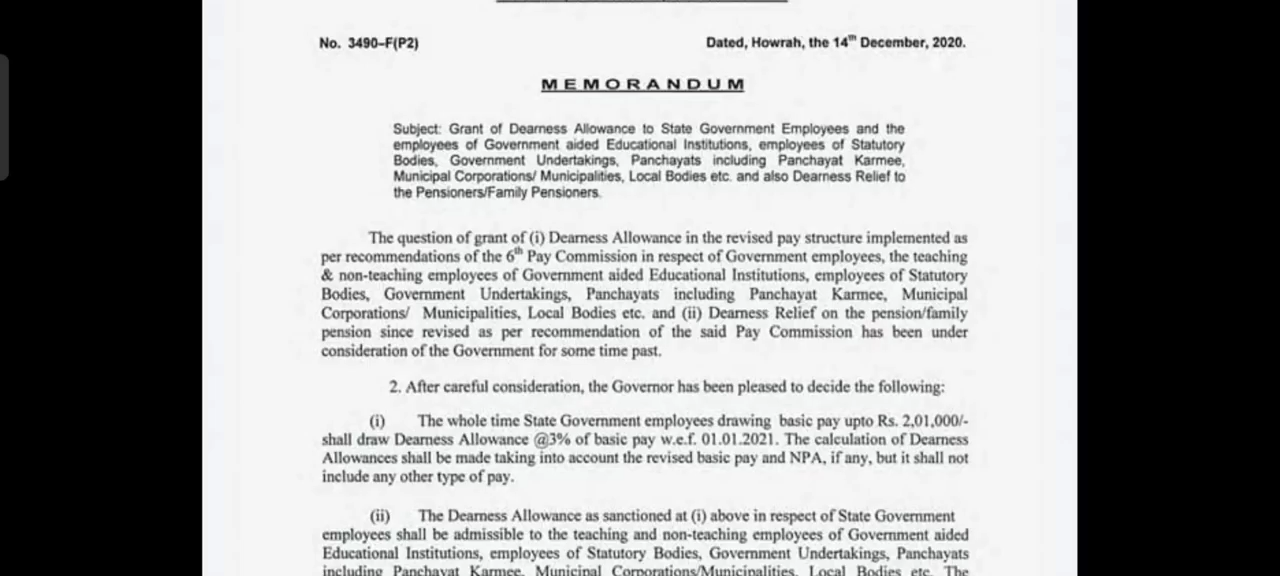 No. 3490-F(P2) Dated, Howrah, the 14th December, 2020.
MEMORANDUM
Subject: Grant of Dearness Allowance to State Government Employees and the
employees of Government aided Educational Institutions, employees of Statutory
Bodies, Government Undertakings, Panchayats including Panchayat Karmee,
Municipal Corporations/ Municipalities, Local Bodies etc. and also Dearness Relief to
the Pensioners/Family Pensioners.
The question of grant of (i) Dearness Allowance in the revised pay structure implemented as
per recommendations of the 6th Pay Commission in respect of Government employees, the teaching
& non-teaching employees of Government aided Educational Institutions, employees of Statutory
Bodies, Government Undertakings, Panchayats including Panchayat Karmee, Municipal
Corporations/ Municipalities, Local Bodies etc. and (ii) Dearness Relief on the pension/family
pension since revised as per recommendation of the said Pay Commission has been under
consideration of the Government for some time past.
2. After careful consideration, the Governor has been pleased to decide the following:
(i) The whole time State Government employees drawing basic pay upto Rs. 2,01,000/-
shall draw Dearness Allowance @3% of basic pay w.e.f. 01.01.2021. The calculation of Dearness
Allowances shall be made taking into account the revised basic pay and NPA, if any, but it shall not
include any other type of pay.
(ii) The Dearness Allowance as sanctioned at (i) above in respect of State Government
employees shall be admissible to the teaching and non-teaching employees of Government aided
Educational Institutions, employees of Statutory Bodies, Government Undertakings, Panchayats
including Panchayat Karmee, Municipal Corporations/Municipalities, Local Bodies etc. The